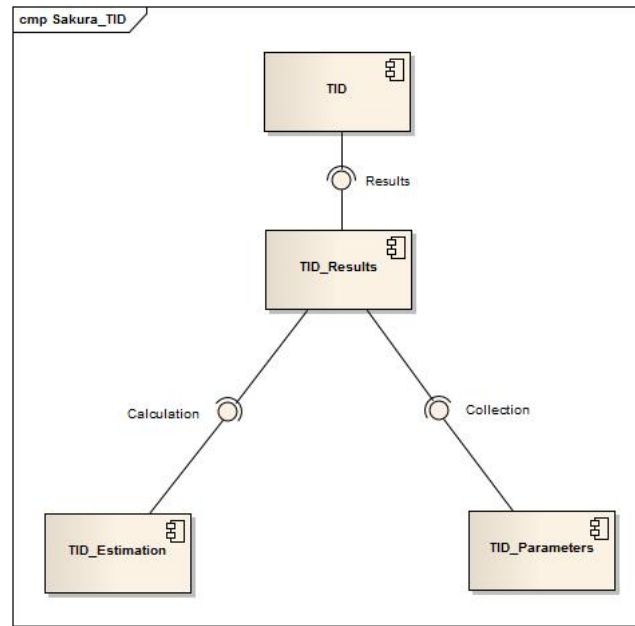 cmp Sakura_TID
TID
Results
TID_Results
Calculation
Collection
TID_Estimation
TID_Parameters